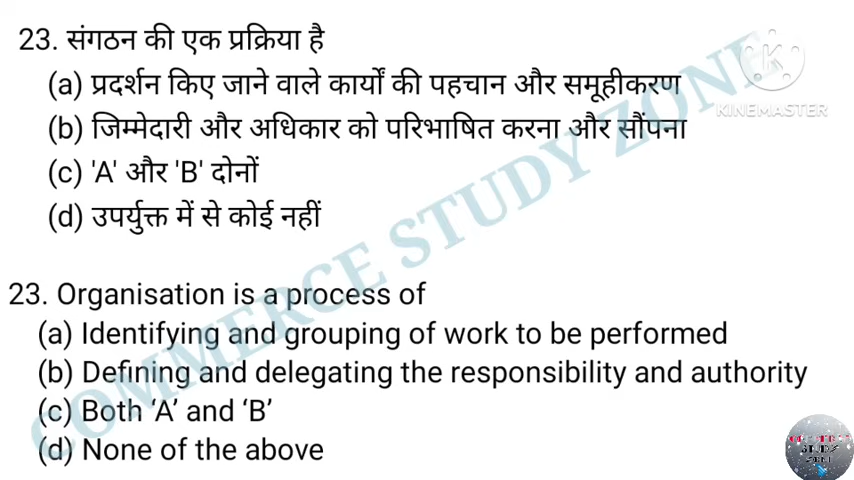 23. संगठन की एक प्रक्रिया है
(a) प्रदर्शन किए जाने वाले कार्यों की पहचान और समूहीकरण
(b) जिम्मेदारी और अधिकार को परिभाषित करना और सौंपना
(c) 'A' और 'B' दोनों
(d) उपर्युक्त में से कोई नहीं
K
KINEMASTER
COMMERCE STUDY ZONE
23. Organisation is a process of
(a) Identifying and grouping of work to be performed
(b) Defining and delegating the responsibility and authority
(c) Both ‘A’ and ‘B’
(d) None of the above
STUDY